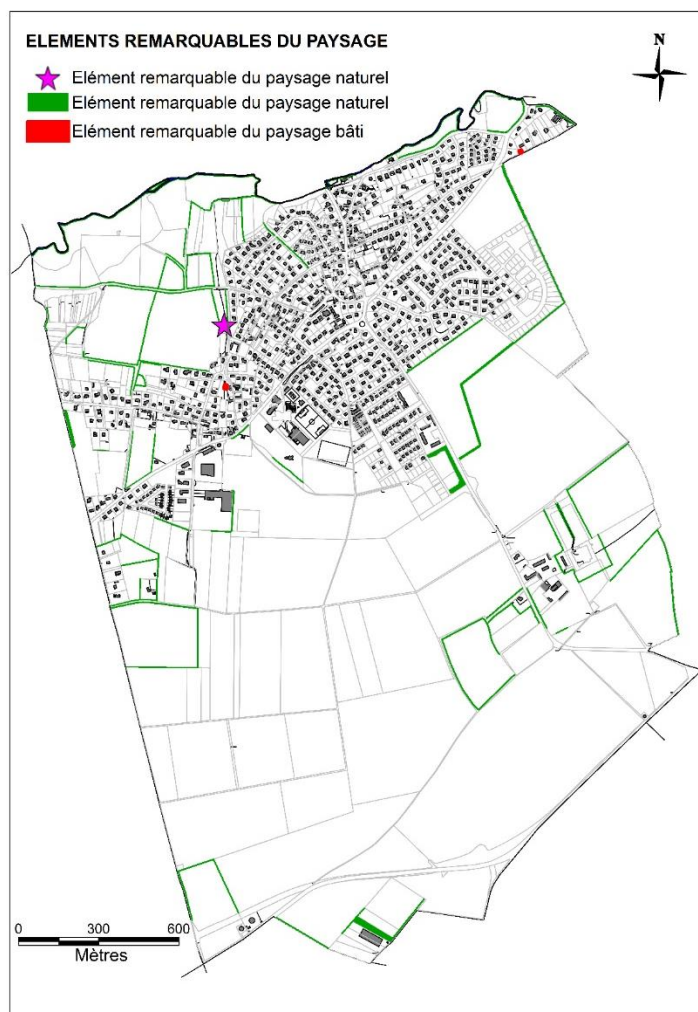 ELEMENTS REMARQUABLES DU PAYSAGE
N
Elément remarquable du paysage naturel
Elément remarquable du paysage naturel
Elément remarquable du paysage bâti
0 300 600
Mètres